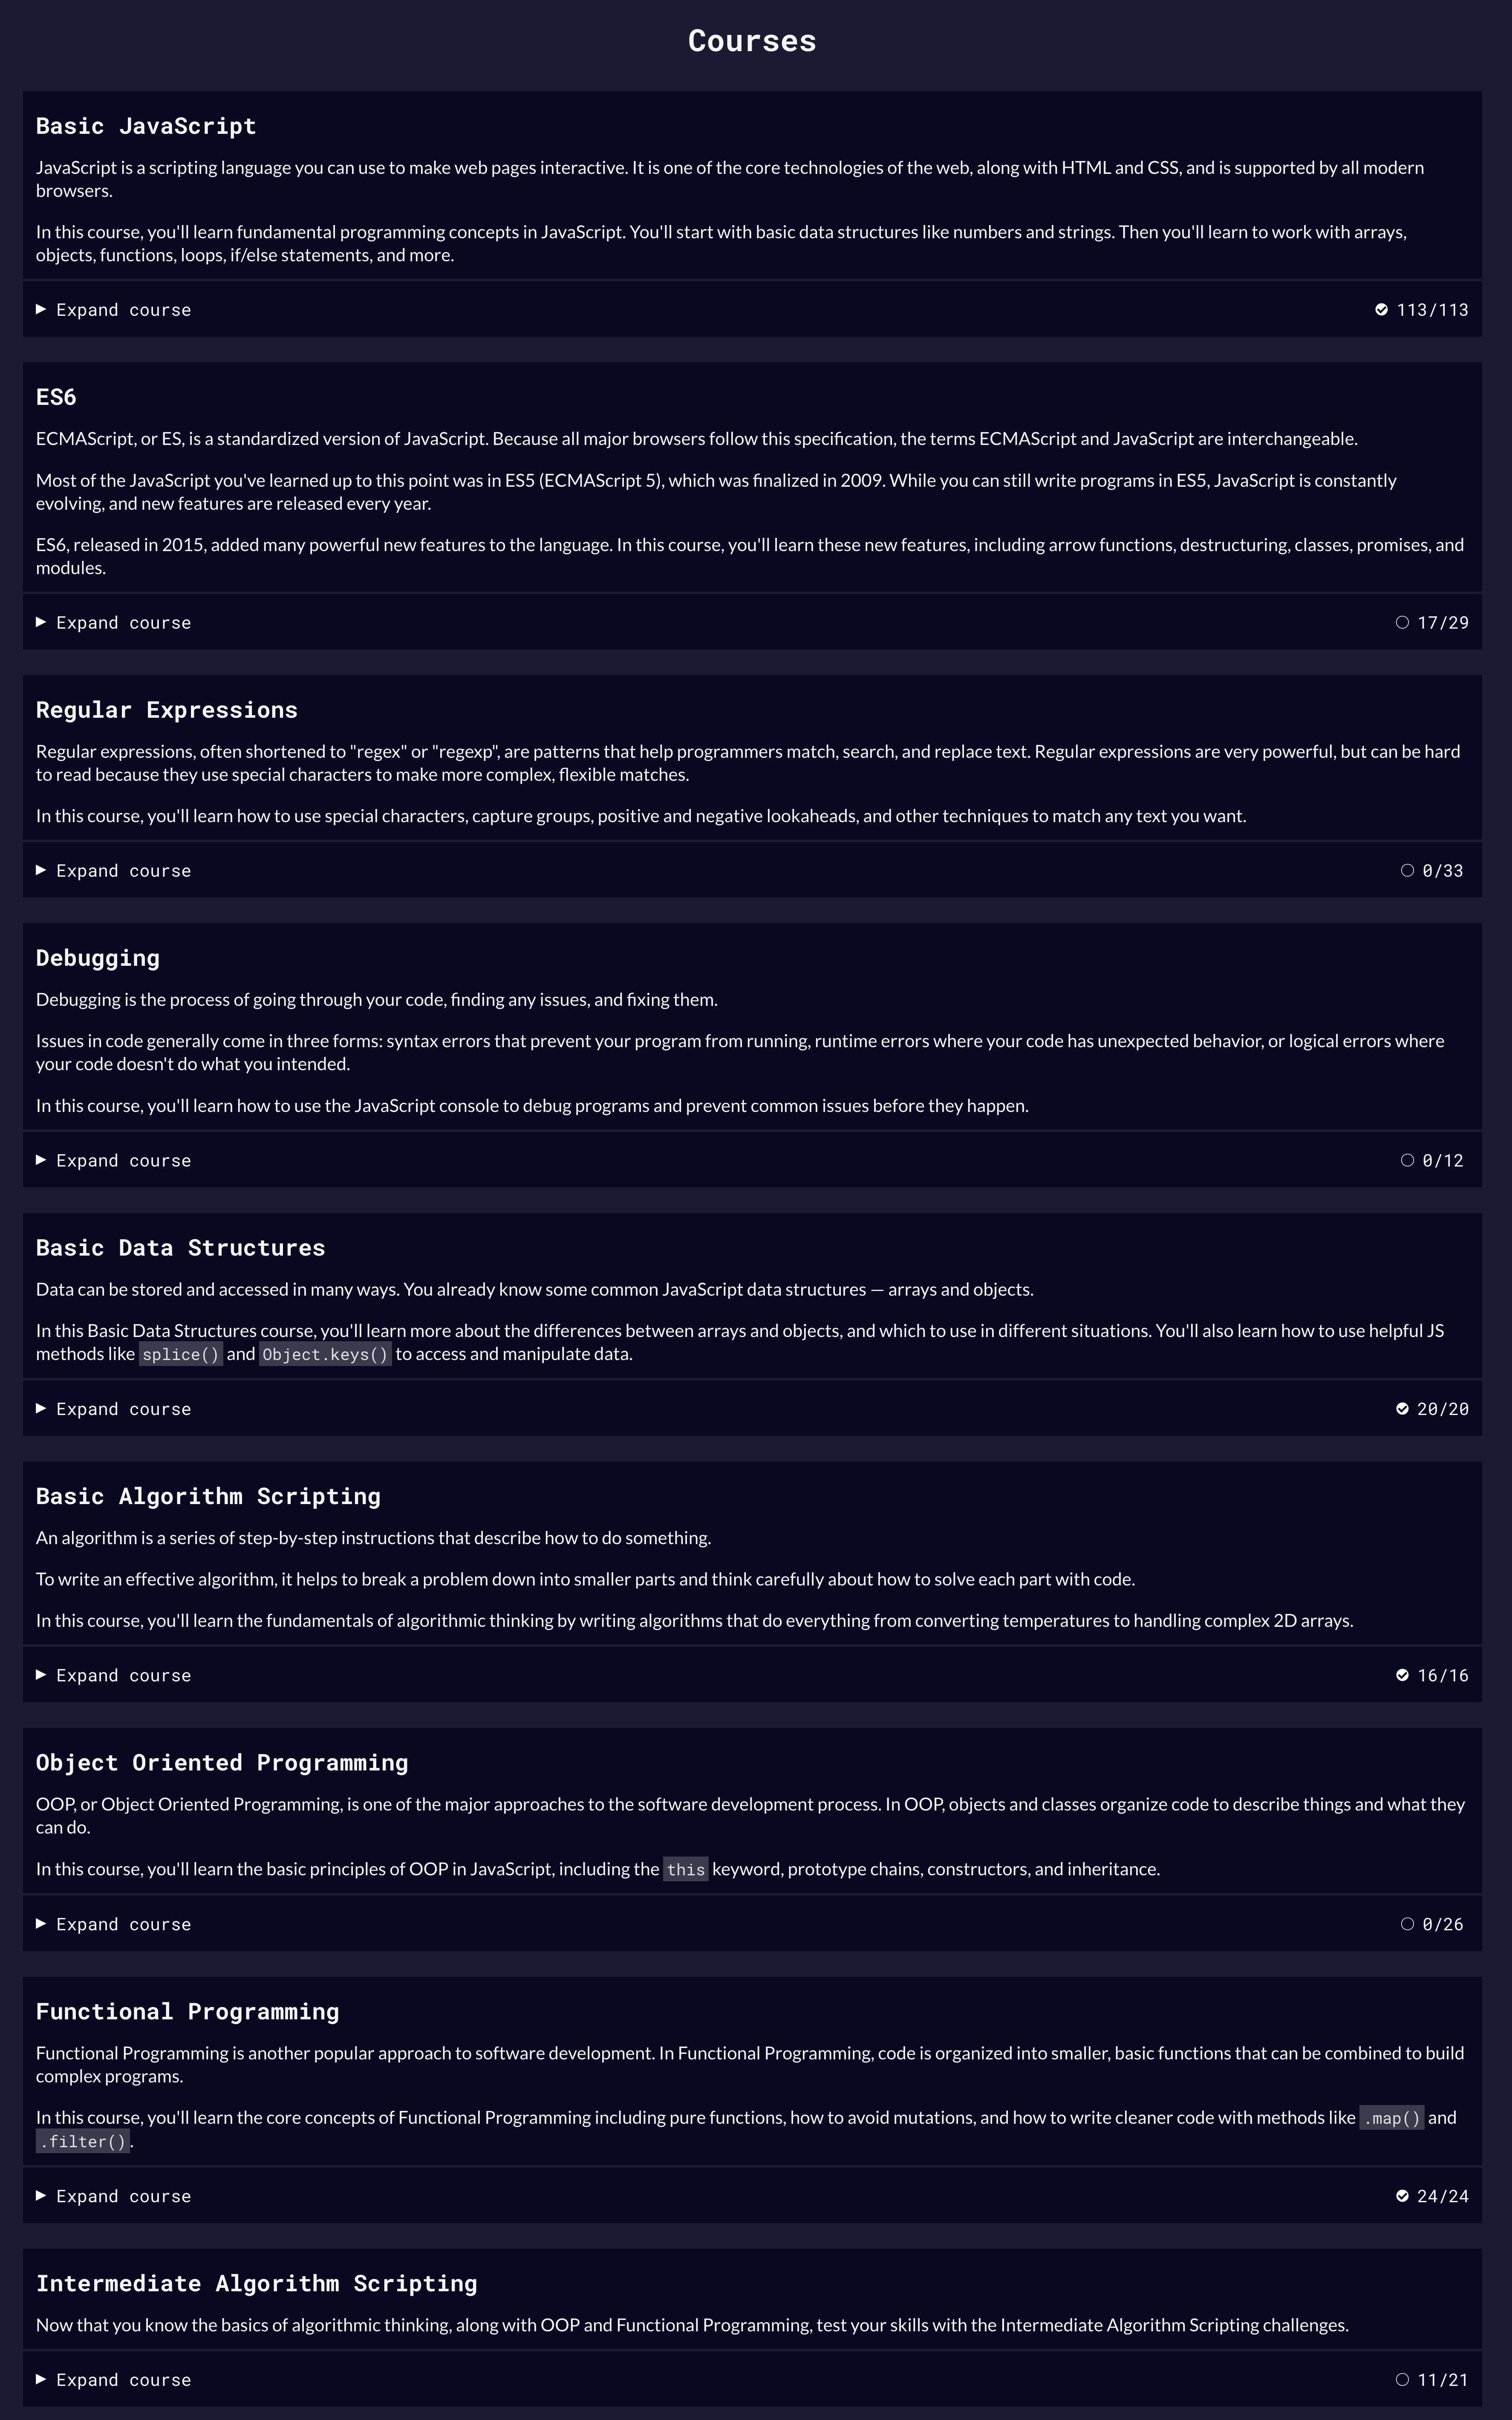 Courses
Basic JavaScript
JavaScript is a scripting language you can use to make web pages interactive. It is one of the core technologies of the web, along with HTML and CSS, and is supported by all modern
browsers.
In this course, you'll learn fundamental programming concepts in JavaScript. You'll start with basic data structures like numbers and strings. Then you'll learn to work with arrays,
objects, functions, loops, if/else statements, and more.
Expand course 113/113
ES6
ECMAScript, or ES, is a standardized version of JavaScript. Because all major browsers follow this specification, the terms ECMAScript and JavaScript are interchangeable.
Most of the JavaScript you've learned up to this point was in ES5 (ECMAScript 5), which was finalized in 2009. While you can still write programs in ES5, JavaScript is constantly
evolving, and new features are released every year.
ES6, released in 2015, added many powerful new features to the language. In this course, you'll learn these new features, including arrow functions, destructuring, classes, promises, and
modules.
Expand course 17/29
Regular Expressions
Regular expressions, often shortened to "regex" or "regexp", are patterns that help programmers match, search, and replace text. Regular expressions are very powerful, but can be hard
to read because they use special characters to make more complex, flexible matches.
In this course, you'll learn how to use special characters, capture groups, positive and negative lookaheads, and other techniques to match any text you want.
Expand course 0/33
Debugging
Debugging is the process of going through your code, finding any issues, and fixing them.
Issues in code generally come in three forms: syntax errors that prevent your program from running, runtime errors where your code has unexpected behavior, or logical errors where
your code doesn't do what you intended.
In this course, you'll learn how to use the JavaScript console to debug programs and prevent common issues before they happen.
Expand course 0/12
Basic Data Structures
Data can be stored and accessed in many ways. You already know some common JavaScript data structures — arrays and objects.
In this Basic Data Structures course, you'll learn more about the differences between arrays and objects, and which to use in different situations. You'll also learn how to use helpful JS
methods like splice() and Object.keys() to access and manipulate data.
Expand course 20/20
Basic Algorithm Scripting
An algorithm is a series of step-by-step instructions that describe how to do something.
To write an effective algorithm, it helps to break a problem down into smaller parts and think carefully about how to solve each part with code.
In this course, you'll learn the fundamentals of algorithmic thinking by writing algorithms that do everything from converting temperatures to handling complex 2D arrays.
Expand course 16/16
Object Oriented Programming
OOP, or Object Oriented Programming, is one of the major approaches to the software development process. In OOP, objects and classes organize code to describe things and what they
can do.
In this course, you'll learn the basic principles of OOP in JavaScript, including the this keyword, prototype chains, constructors, and inheritance.
Expand course 0/26
Functional Programming
Functional Programming is another popular approach to software development. In Functional Programming, code is organized into smaller, basic functions that can be combined to build
complex programs.
In this course, you'll learn the core concepts of Functional Programming including pure functions, how to avoid mutations, and how to write cleaner code with methods like .map() and
.filter().
Expand course 24/24
Intermediate Algorithm Scripting
Now that you know the basics of algorithmic thinking, along with OOP and Functional Programming, test your skills with the Intermediate Algorithm Scripting challenges.
Expand course 11/21